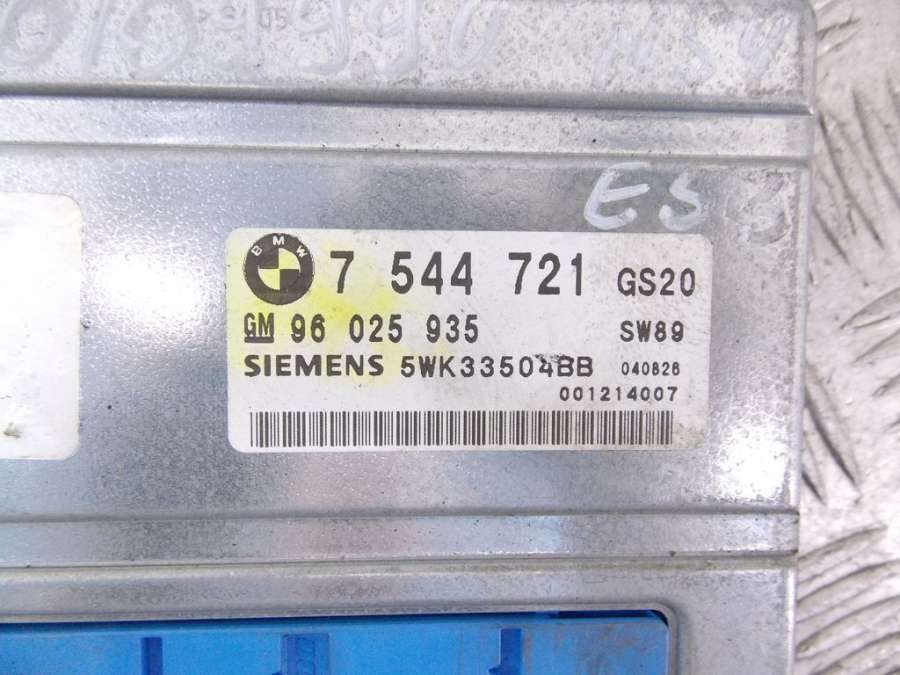 ES
BMW 7 544 721 GS20
GM 96 025 935 SW89
SIEMENS 5WK33504BB 040826
001214007